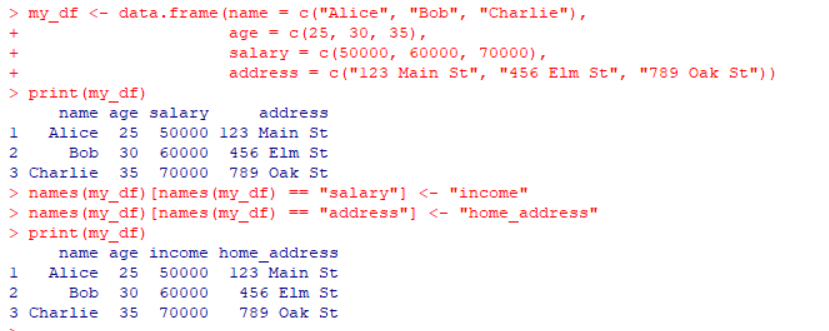 > my_df <- data.frame(name = c("Alice", "Bob", "Charlie"),
+                     age = c(25, 30, 35),
+                     salary = c(50000, 60000, 70000),
+                     address = c("123 Main St", "456 Elm St", "789 Oak St"))
> print(my_df)
     name age salary     address
1   Alice  25  50000 123 Main St
2     Bob  30  60000  456 Elm St
3 Charlie  35  70000  789 Oak St
> names(my_df)[names(my_df) == "salary"] <- "income"
> names(my_df)[names(my_df) == "address"] <- "home_address"
> print(my_df)
     name age income home_address
1   Alice  25  50000  123 Main St
2     Bob  30  60000   456 Elm St
3 Charlie  35  70000   789 Oak St